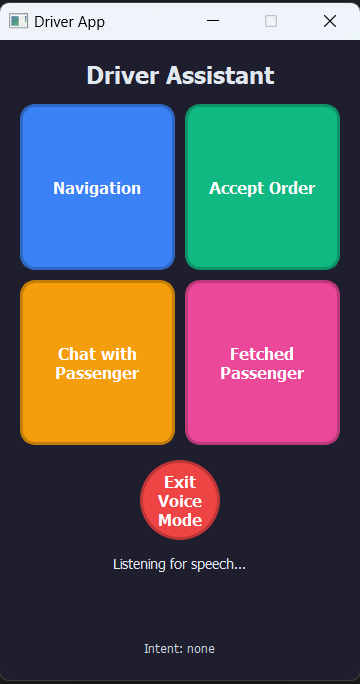 Driver App
Driver Assistant
Navigation
Accept Order
Chat with
Passenger
Fetched
Passenger
Exit
Voice
Mode
Listening for speech...
Intent: none